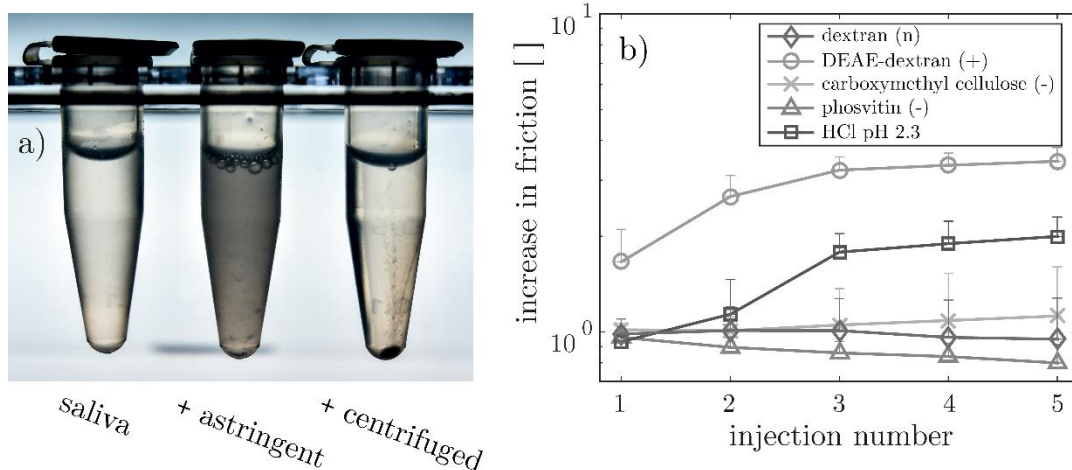 a)
saliva
+ astringent
+ centrifuged
b)
increase in friction [ ]
10^1
10^0
dextran (n)
DEAE-dextran (+)
carboxymethyl cellulose (-)
phosvitin (-)
HCl pH 2.3
1 2 3 4 5
injection number